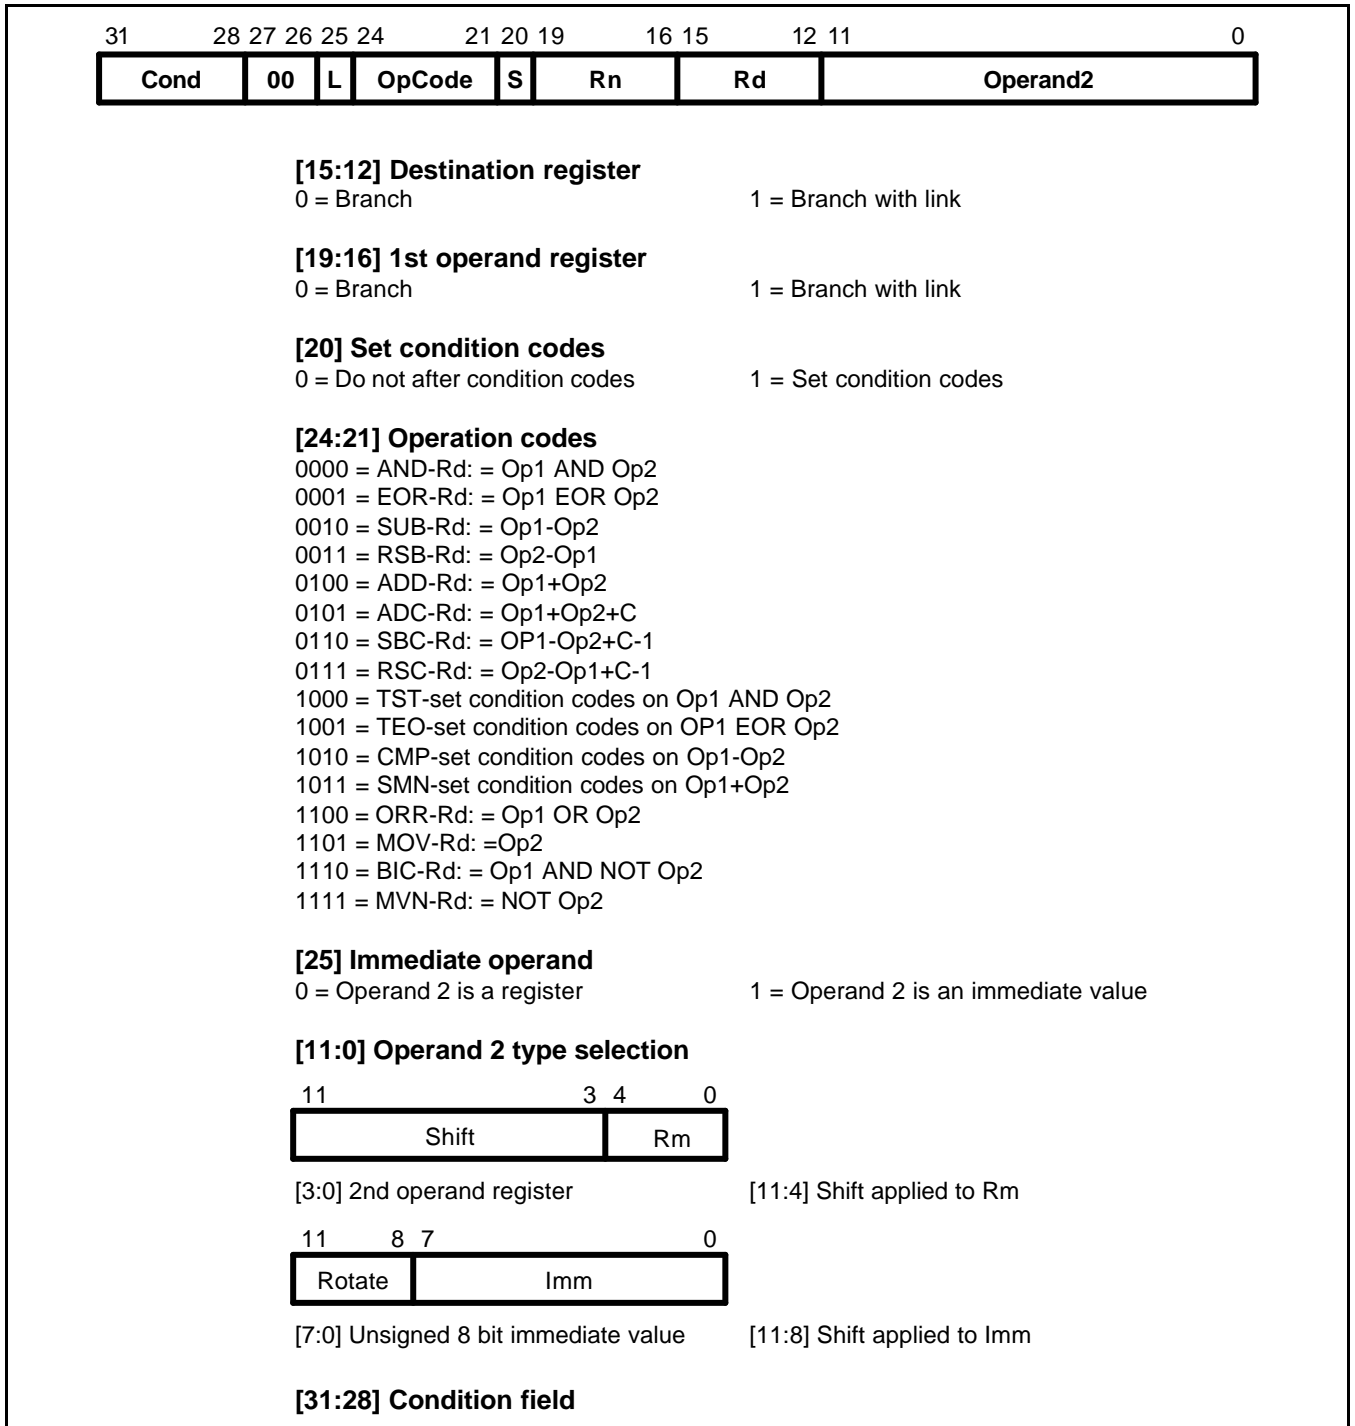 31 28 27 26 25 24 21 20 19 16 15 12 11 0
Cond 00 L OpCode S Rn Rd Operand2
[15:12] Destination register
0 = Branch 1 = Branch with link
[19:16] 1st operand register
0 = Branch 1 = Branch with link
[20] Set condition codes
0 = Do not after condition codes 1 = Set condition codes
[24:21] Operation codes
0000 = AND-Rd: = Op1 AND Op2
0001 = EOR-Rd: = Op1 EOR Op2
0010 = SUB-Rd: = Op1-Op2
0011 = RSB-Rd: = Op2-Op1
0100 = ADD-Rd: = Op1+Op2
0101 = ADC-Rd: = Op1+Op2+C
0110 = SBC-Rd: = OP1-Op2+C-1
0111 = RSC-Rd: = Op2-Op1+C-1
1000 = TST-set condition codes on Op1 AND Op2
1001 = TEO-set condition codes on OP1 EOR Op2
1010 = CMP-set condition codes on Op1-Op2
1011 = SMN-set condition codes on Op1+Op2
1100 = ORR-Rd: = Op1 OR Op2
1101 = MOV-Rd: =Op2
1110 = BIC-Rd: = Op1 AND NOT Op2
1111 = MVN-Rd: = NOT Op2
[25] Immediate operand
0 = Operand 2 is a register 1 = Operand 2 is an immediate value
[11:0] Operand 2 type selection
11 3 4 0
Shift Rm
[3:0] 2nd operand register [11:4] Shift applied to Rm
11 8 7 0
Rotate Imm
[7:0] Unsigned 8 bit immediate value [11:8] Shift applied to Imm
[31:28] Condition field